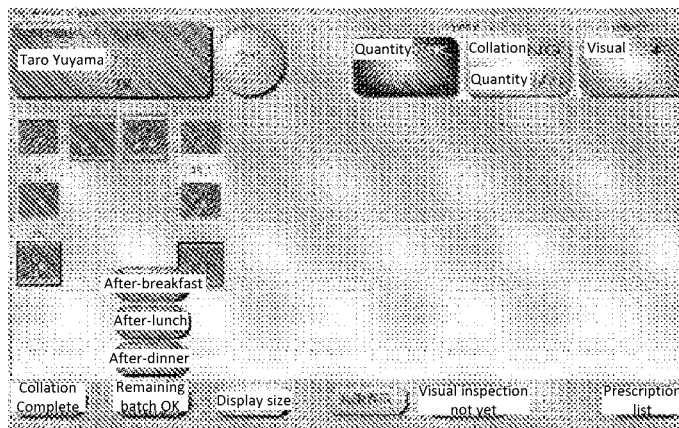 Taro Yuyama
Quantity
Collation
Quantity
Visual
After-breakfast
After-lunch
After-dinner
Collation
Complete
Remaining
batch OK
Display size
Visual inspection
not yet
Prescription
list